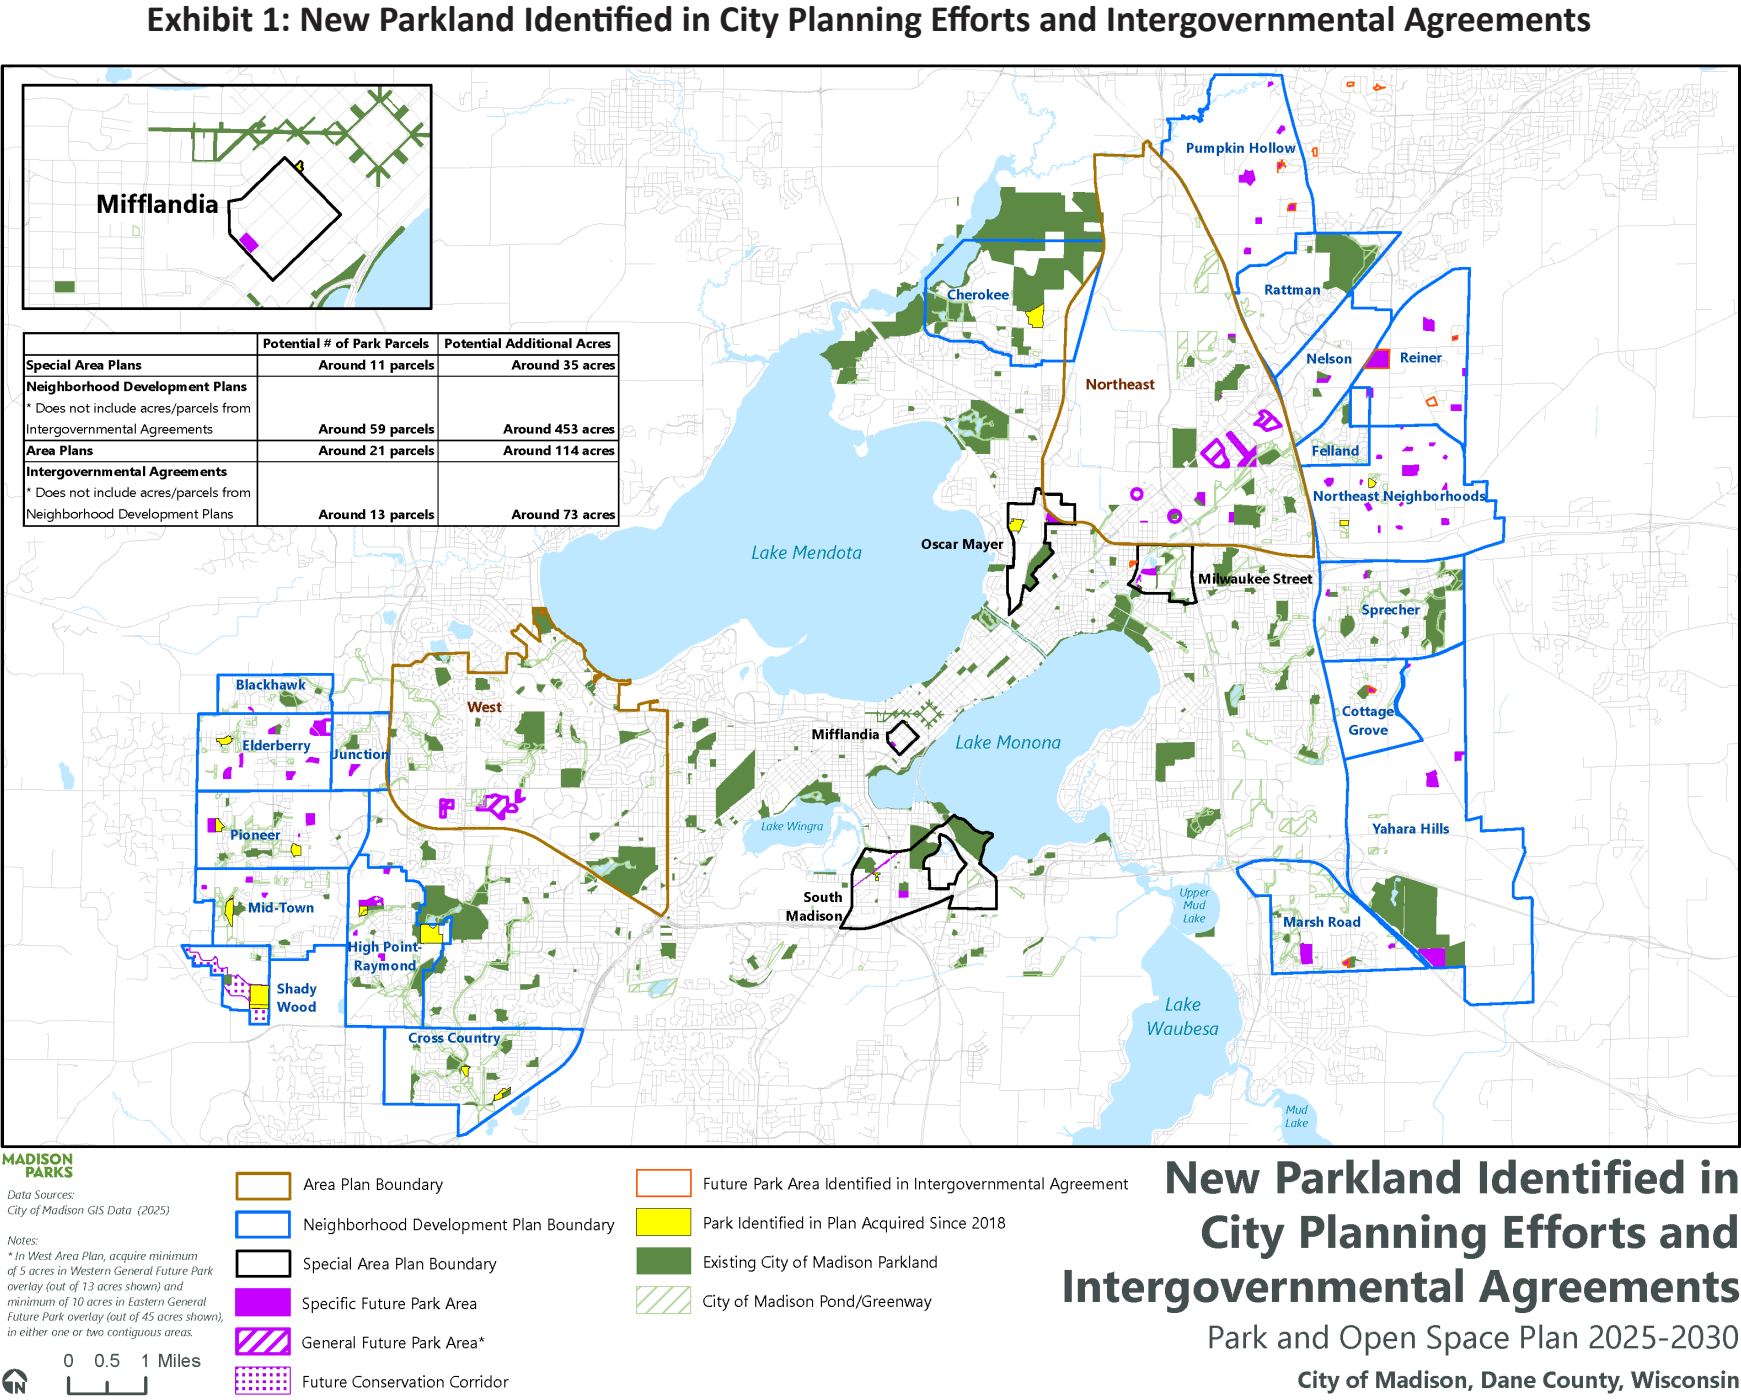 Exhibit 1: New Parkland Identified in City Planning Efforts and Intergovernmental Agreements
Mifflandia
Potential # of Park Parcels
Potential Additional Acres
Special Area Plans
Around 11 parcels
Around 35 acres
Neighborhood Development Plans
* Does not include acres/parcels from
Intergovernmental Agreements
Around 59 parcels
Around 453 acres
Area Plans
Around 21 parcels
Around 114 acres
Intergovernmental Agreements
* Does not include acres/parcels from
Neighborhood Development Plans
Around 13 parcels
Around 73 acres
Pumpkin Hollow
Cherokee
Rattman
Northeast
Nelson
Reiner
Felland
Northeast Neighborhoods
Oscar Mayer
Lake Mendota
Milwaukee Street
Sprecher
Blackhawk
West
Elderberry
Junction
Mifflandia
Lake Monona
Cottage
Grove
Pioneer
Lake Wingra
Yahara Hills
Mid-Town
South
Madison
Upper
Mud
Lake
Marsh Road
High Point-
Raymond
Shady
Wood
Lake
Waubesa
Cross Country
Mud
Lake
MADISON
PARKS
Data Sources:
City of Madison GIS Data (2025)
Notes:
* In West Area Plan, acquire minimum
of 5 acres in Western General Future Park
overlay (out of 13 acres shown) and
minimum of 10 acres in Eastern General
Future Park overlay (out of 45 acres shown),
in either one or two contiguous areas.
0 0.5 1 Miles
N
Area Plan Boundary
Neighborhood Development Plan Boundary
Special Area Plan Boundary
Specific Future Park Area
General Future Park Area*
Future Conservation Corridor
Future Park Area Identified in Intergovernmental Agreement
Park Identified in Plan Acquired Since 2018
Existing City of Madison Parkland
City of Madison Pond/Greenway
New Parkland Identified in
City Planning Efforts and
Intergovernmental Agreements
Park and Open Space Plan 2025-2030
City of Madison, Dane County, Wisconsin